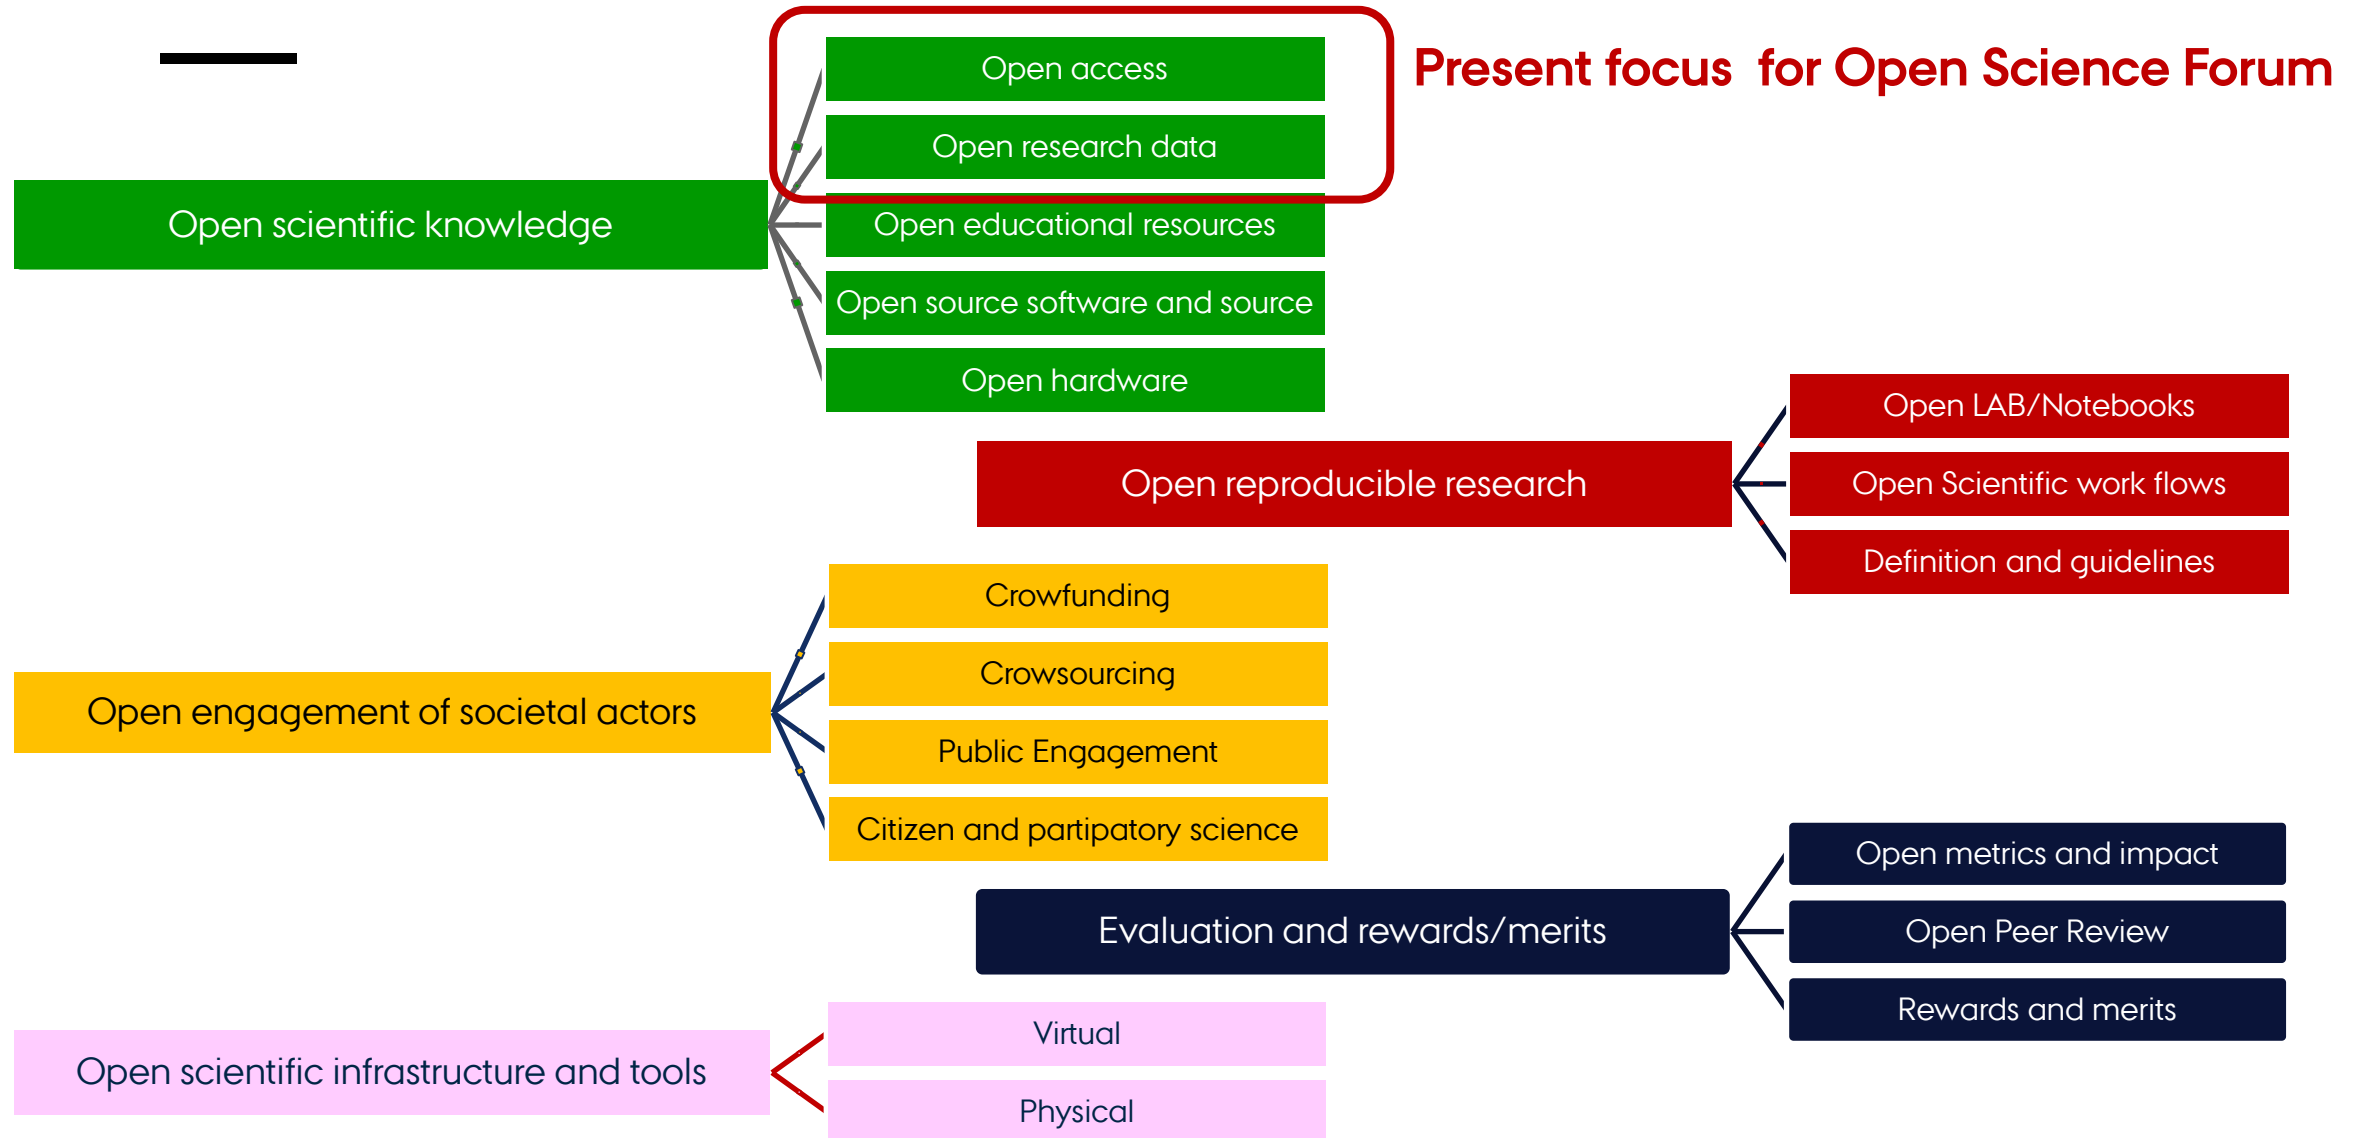 Open access
Present focus for Open Science Forum
Open research data
Open scientific knowledge
Open educational resources
Open source software and source
Open hardware
Open LAB/Notebooks
Open reproducible research
Open Scientific work flows
Definition and guidelines
Crowfunding
Crowsourcing
Open engagement of societal actors
Public Engagement
Citizen and partipatory science
Open metrics and impact
Evaluation and rewards/merits
Open Peer Review
Rewards and merits
Virtual
Open scientific infrastructure and tools
Physical